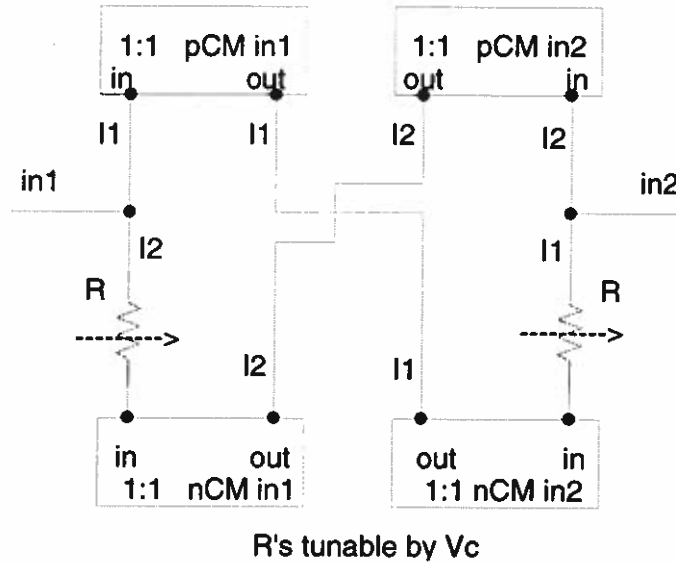 1:1 pCM in1
1:1 pCM in2
in out
out in
I1 I1 I2 I2
in1 in2
I2 I1
R R
I2 I1
in out
out in
1:1 nCM in1
1:1 nCM in2
R's tunable by Vc